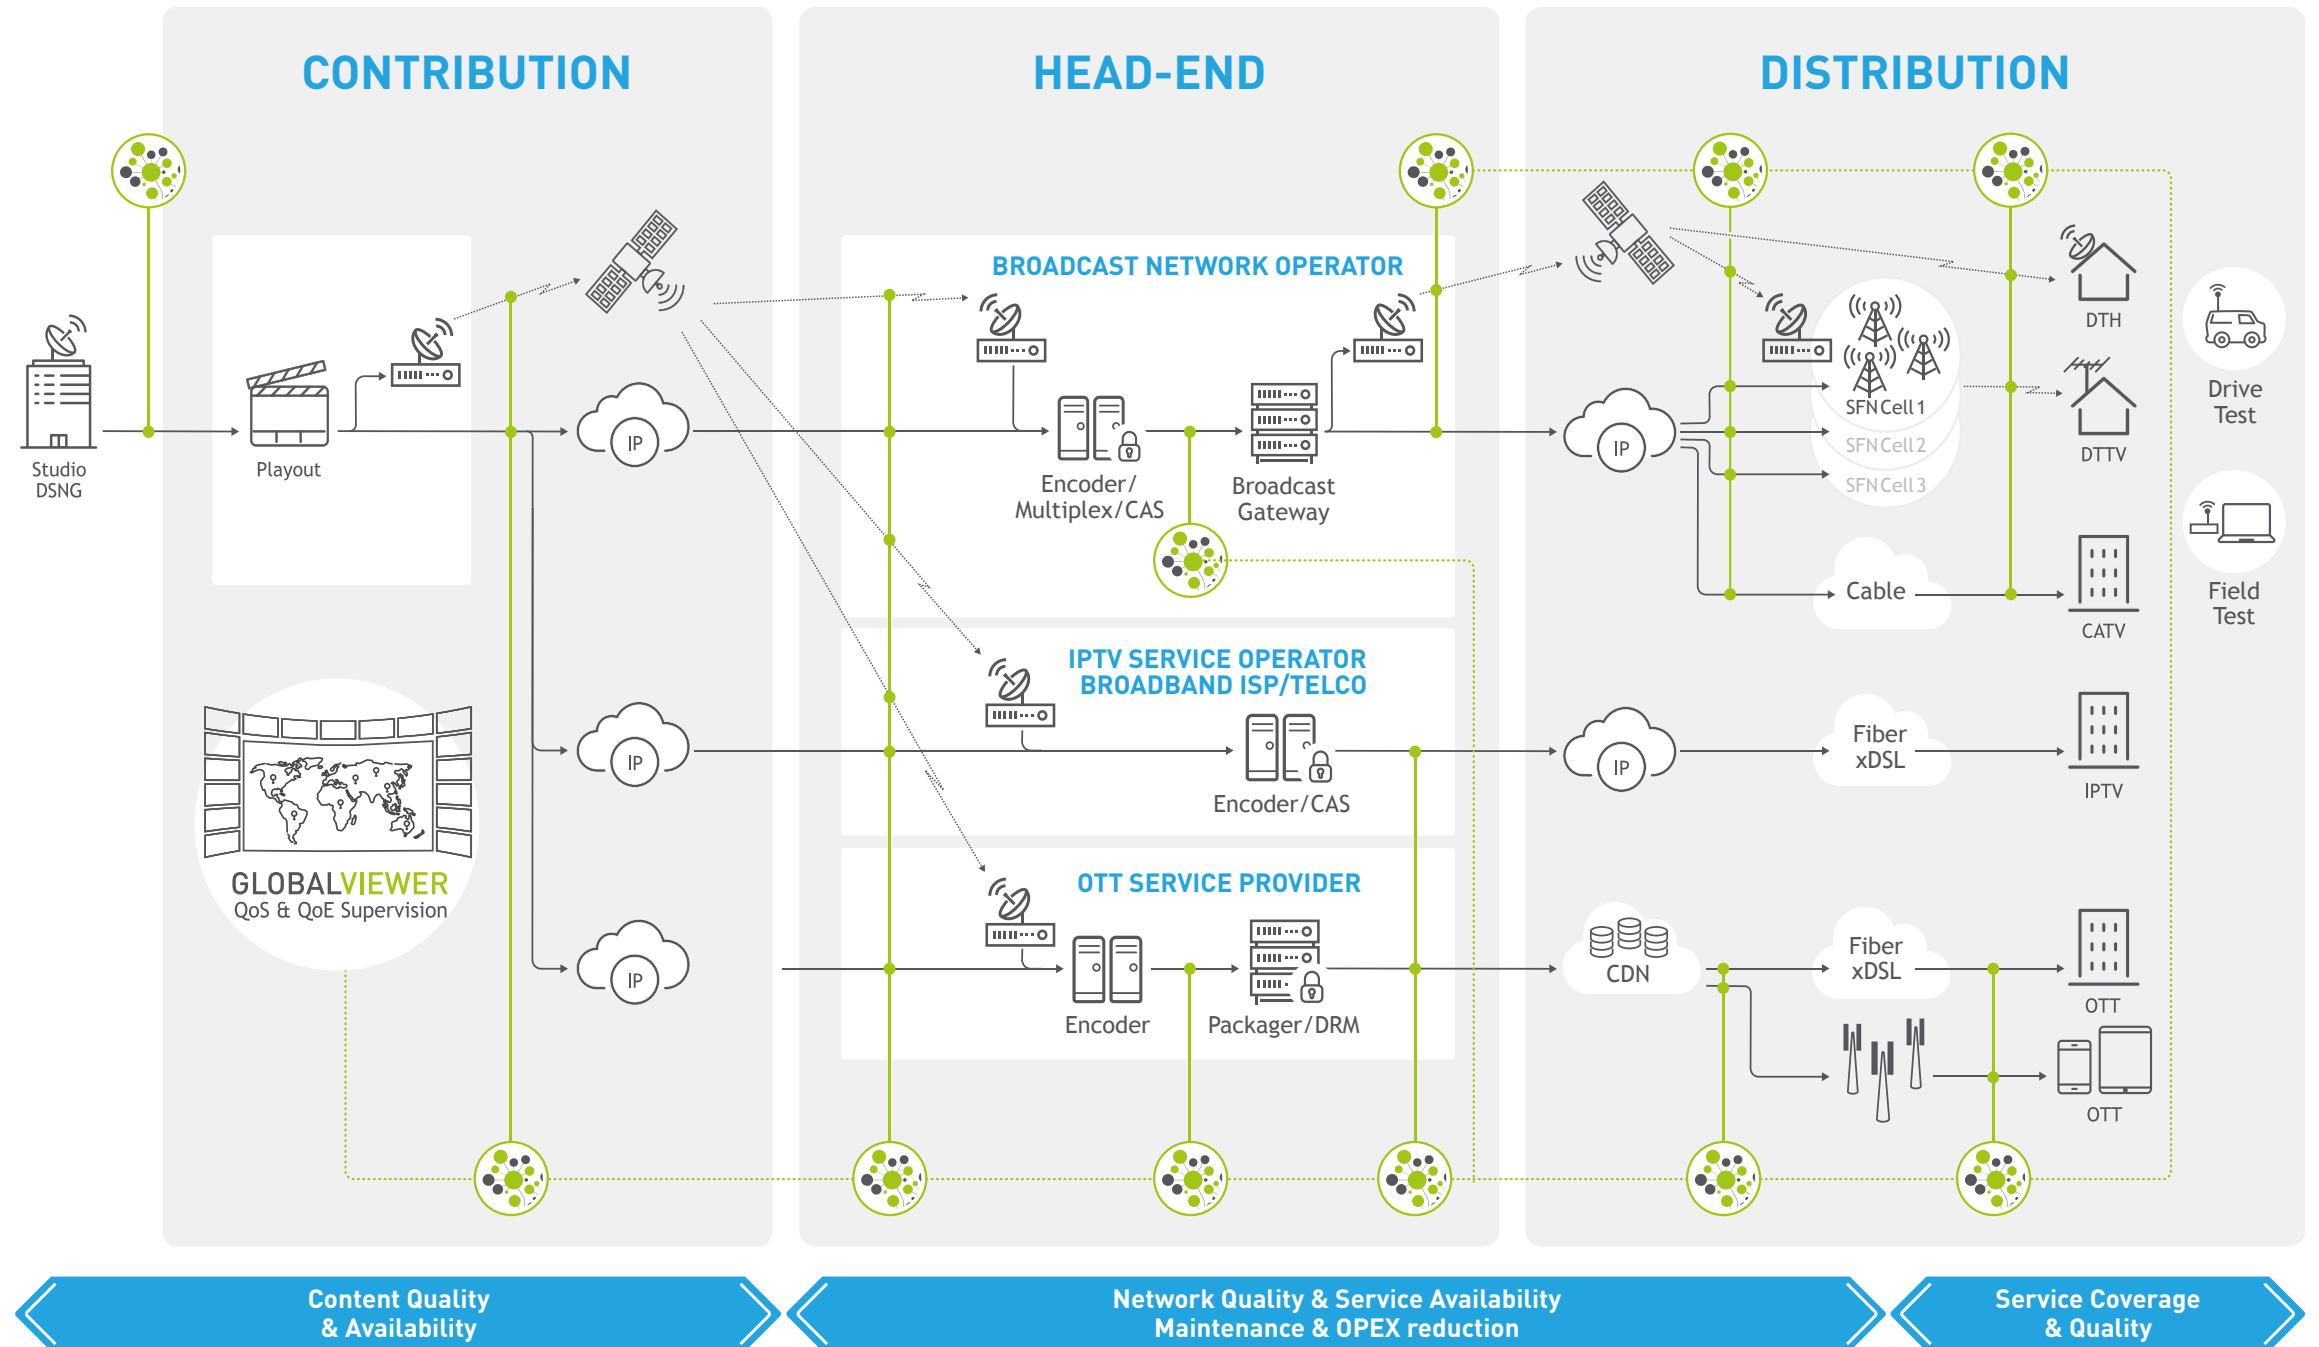 CONTRIBUTION
HEAD-END
DISTRIBUTION
Studio
DSNG
Playout
IP
IP
IP
GLOBALVIEWER
QoS & QoE Supervision
BROADCAST NETWORK OPERATOR
Encoder/
Multiplex/CAS
Broadcast
Gateway
IPTV SERVICE OPERATOR
BROADBAND ISP/TELCO
Encoder/CAS
OTT SERVICE PROVIDER
Encoder
Packager/DRM
IP
SFN Cell 1
SFN Cell 2
SFN Cell 3
DTH
DTTV
Cable
CATV
IP
Fiber
xDSL
IPTV
CDN
Fiber
xDSL
OTT
OTT
Drive
Test
Field
Test
Content Quality
& Availability
Network Quality & Service Availability
Maintenance & OPEX reduction
Service Coverage
& Quality